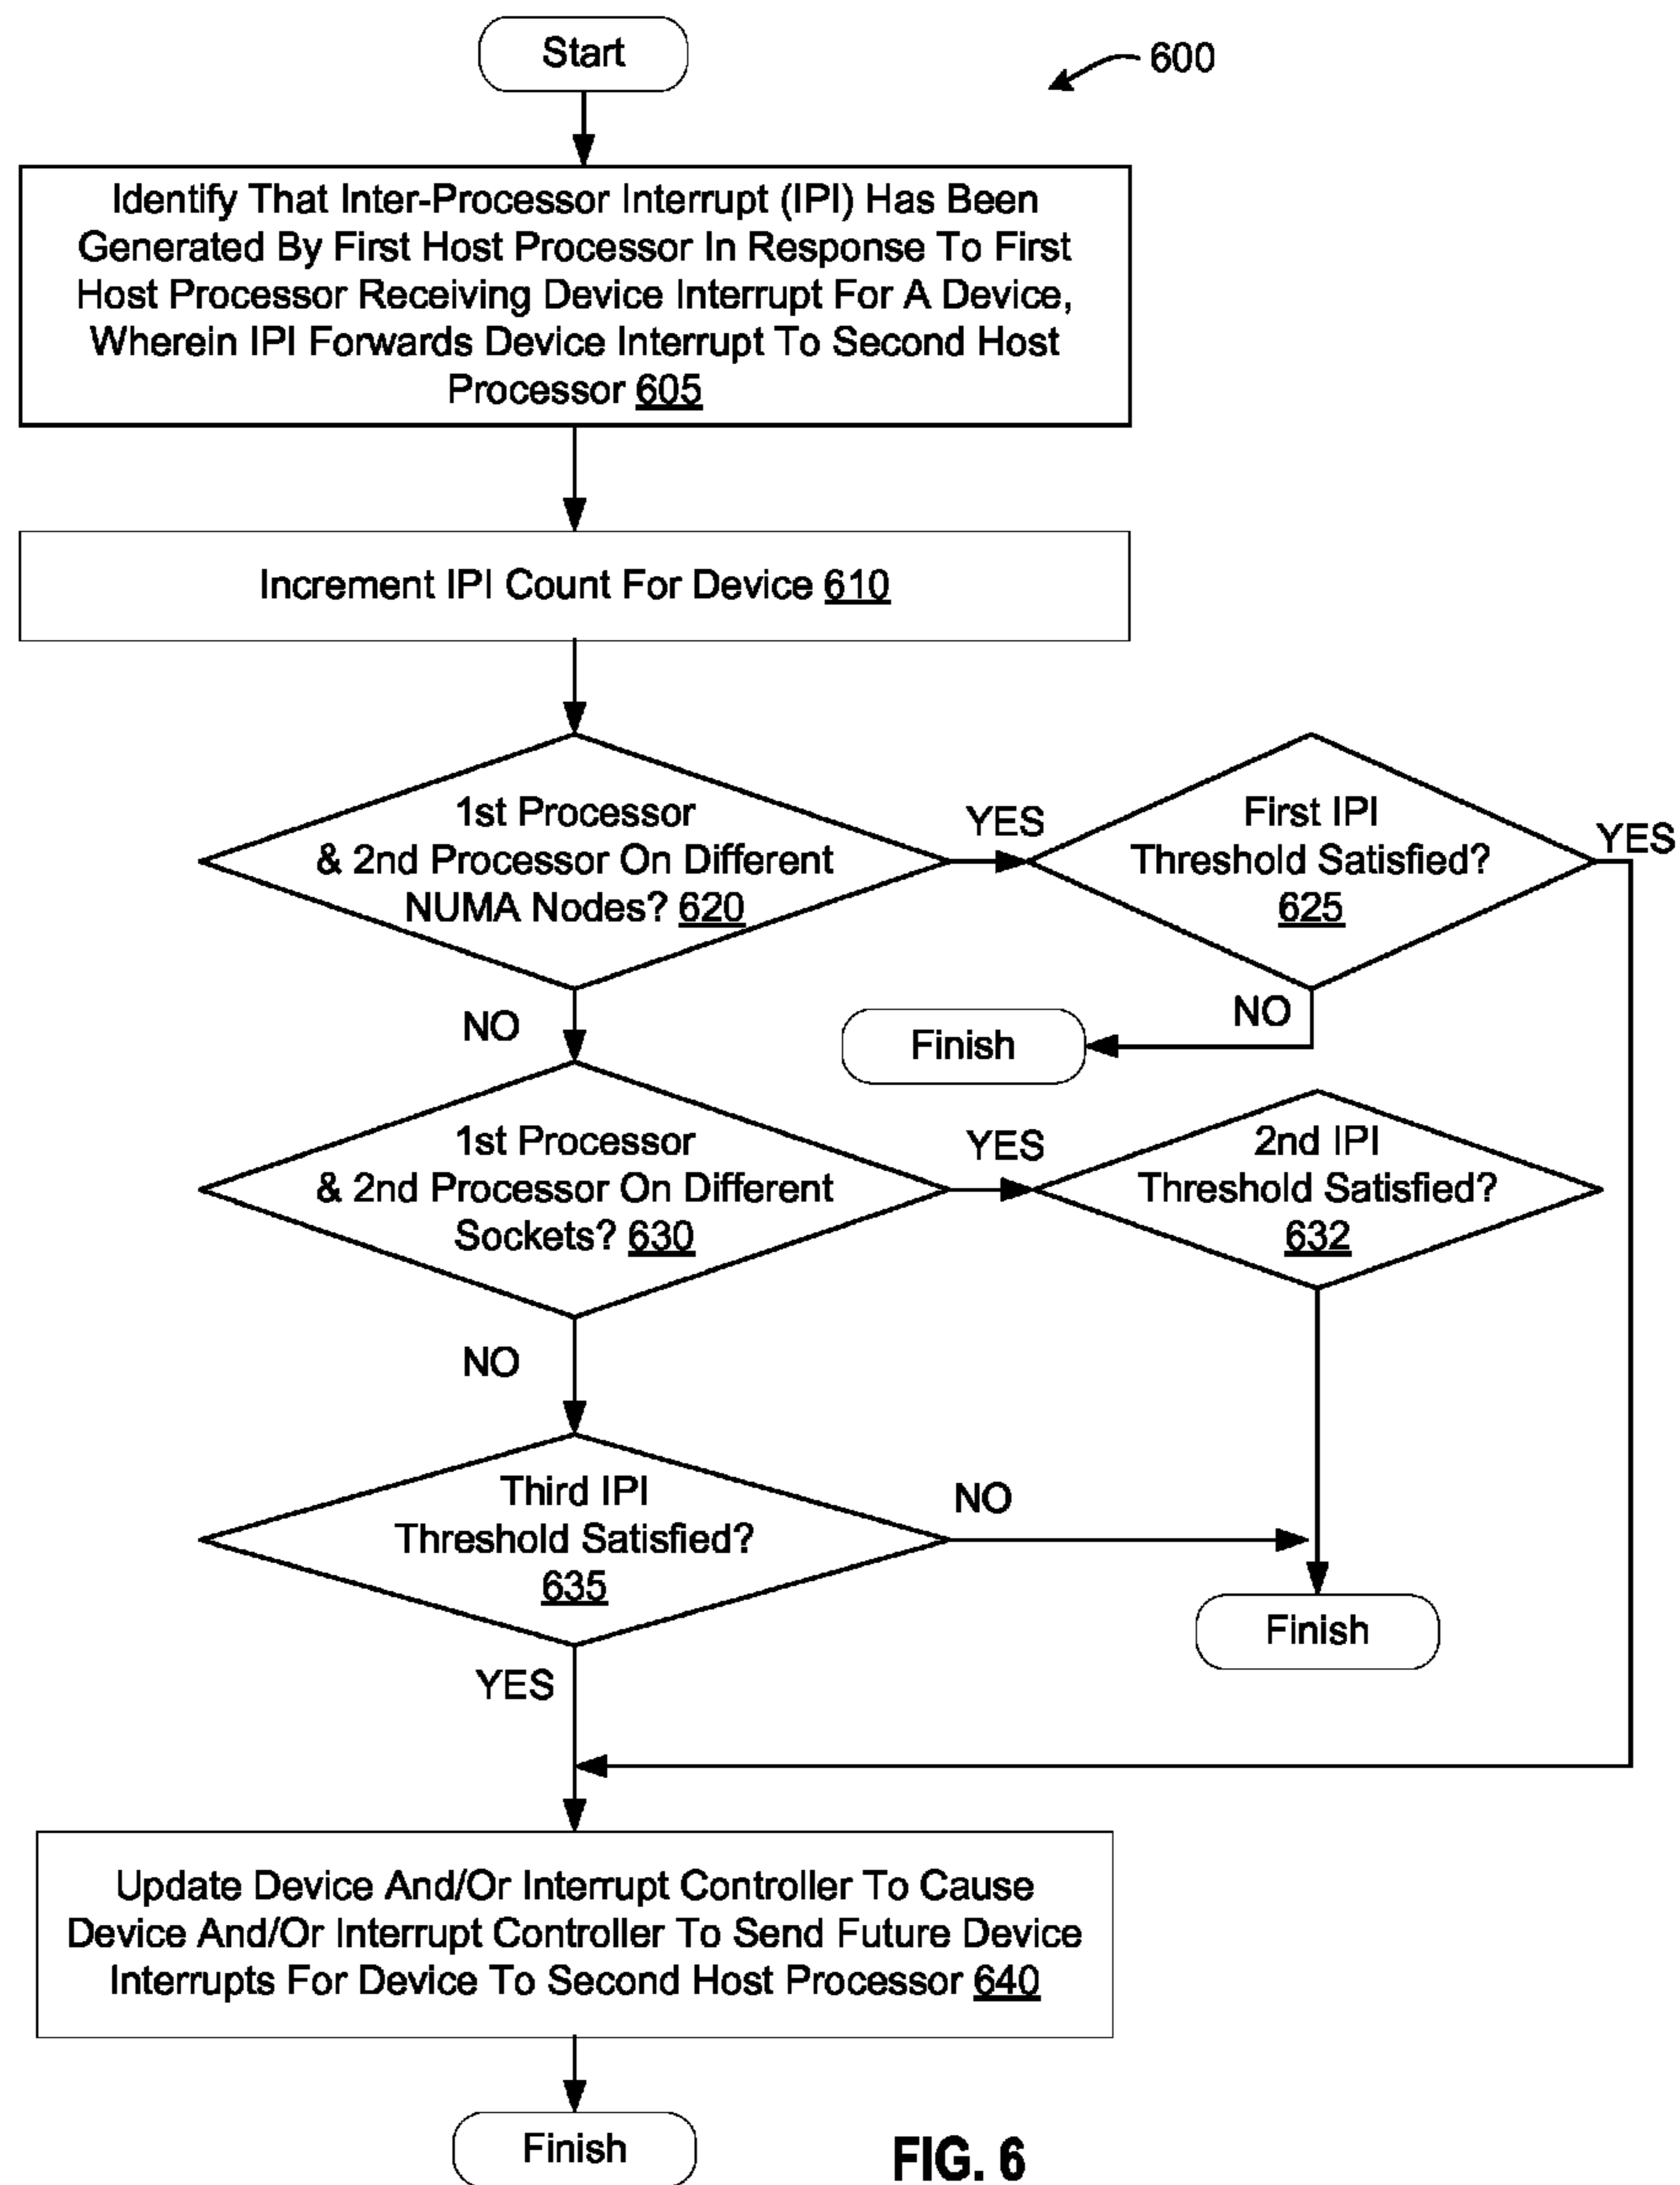 Start
600
Identify That Inter-Processor Interrupt (IPI) Has Been
Generated By First Host Processor In Response To First
Host Processor Receiving Device Interrupt For A Device,
Wherein IPI Forwards Device Interrupt To Second Host
Processor 605
Increment IPI Count For Device 610
1st Processor
& 2nd Processor On Different
NUMA Nodes? 620
YES
First IPI
Threshold Satisfied?
625
YES
NO
NO
Finish
1st Processor
& 2nd Processor On Different
Sockets? 630
YES
2nd IPI
Threshold Satisfied?
632
NO
Third IPI
Threshold Satisfied?
635
NO
Finish
YES
Update Device And/Or Interrupt Controller To Cause
Device And/Or Interrupt Controller To Send Future Device
Interrupts For Device To Second Host Processor 640
Finish
FIG. 6